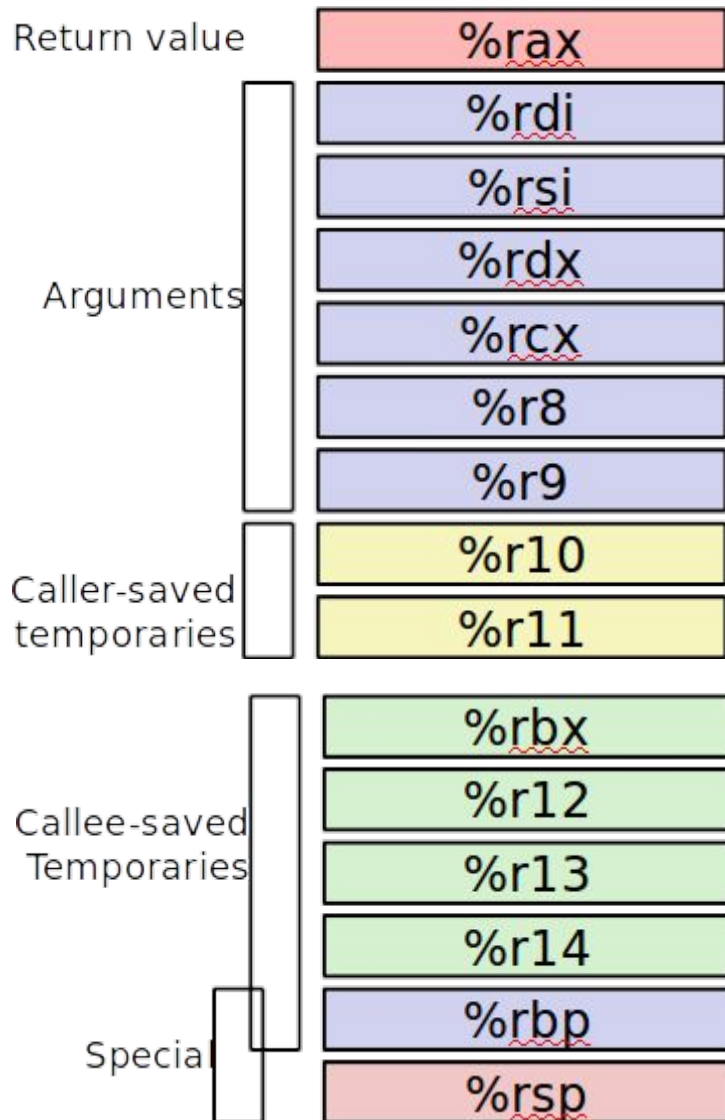 Return value %rax
%rdi
%rsi
%rdx
Arguments
%rcx
%r8
%r9
%r10
Caller-saved
temporaries %r11
%rbx
%r12
Callee-saved
Temporaries
%r13
%r14
%rbp
Special
%rsp